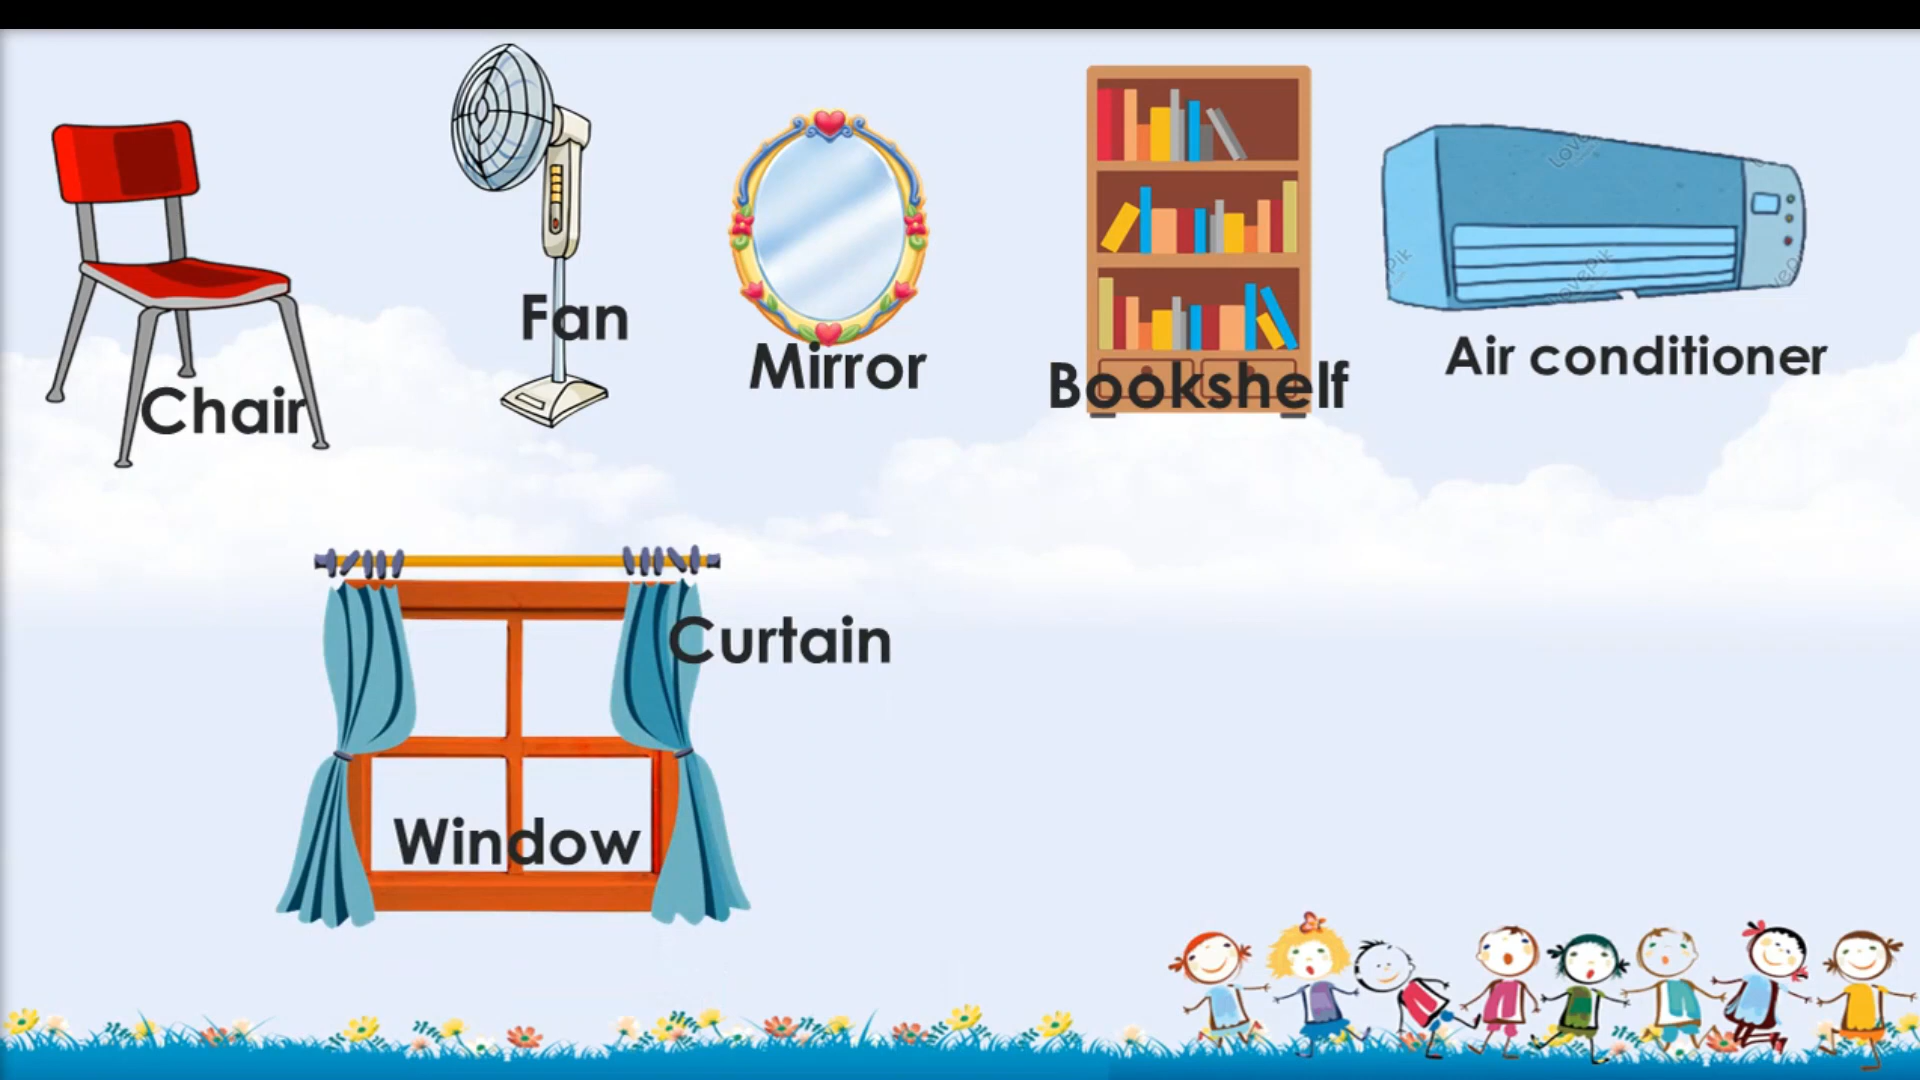 Fan
Mirror
Air conditioner
Bookshelf
Chair
Curtain
Window